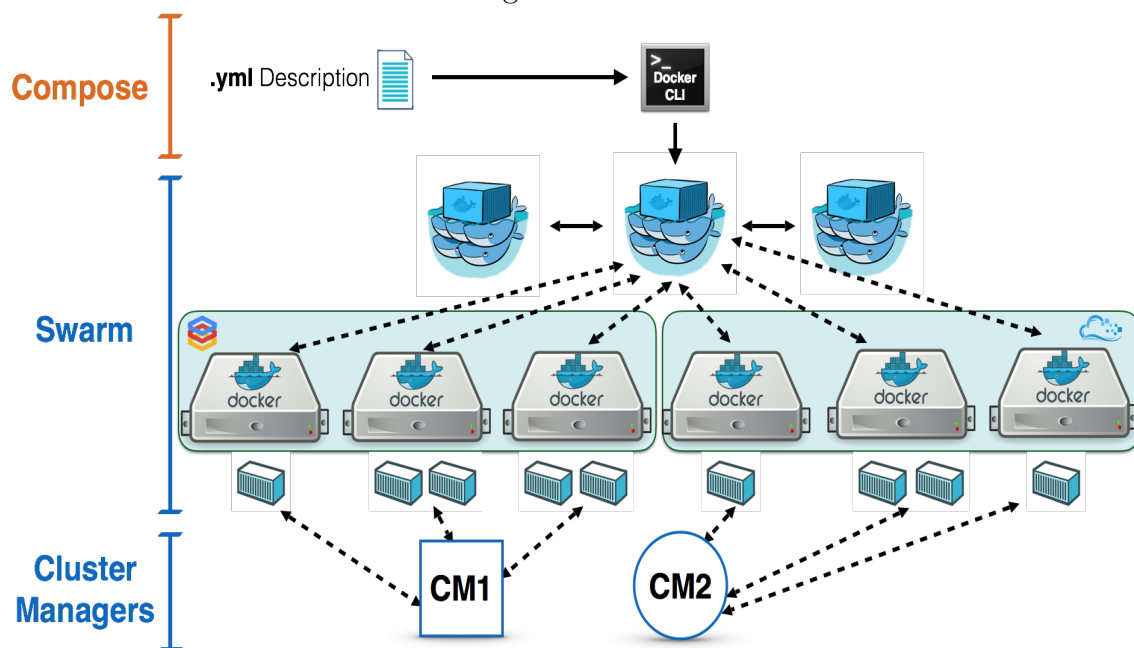 Compose
.yml Description
>_
Docker
CLI
Swarm
docker
docker
docker
docker
docker
docker
Cluster
Managers
CM1
CM2